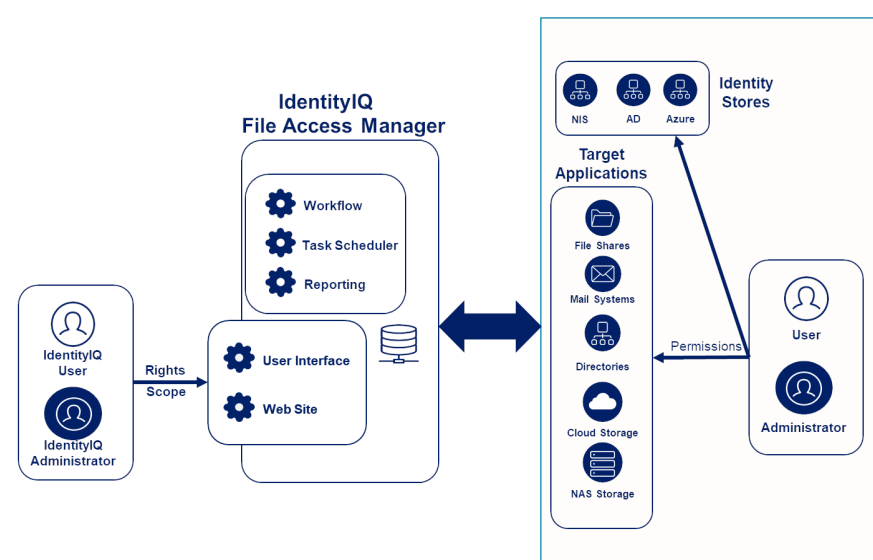 IdentityIQ
File Access Manager
Workflow
Task Scheduler
Reporting
User Interface
Web Site
IdentityIQ
User
IdentityIQ
Administrator
Rights
Scope
Identity
Stores
NIS
AD
Azure
Target
Applications
File Shares
Mail Systems
Directories
Cloud Storage
NAS Storage
Permissions
User
Administrator